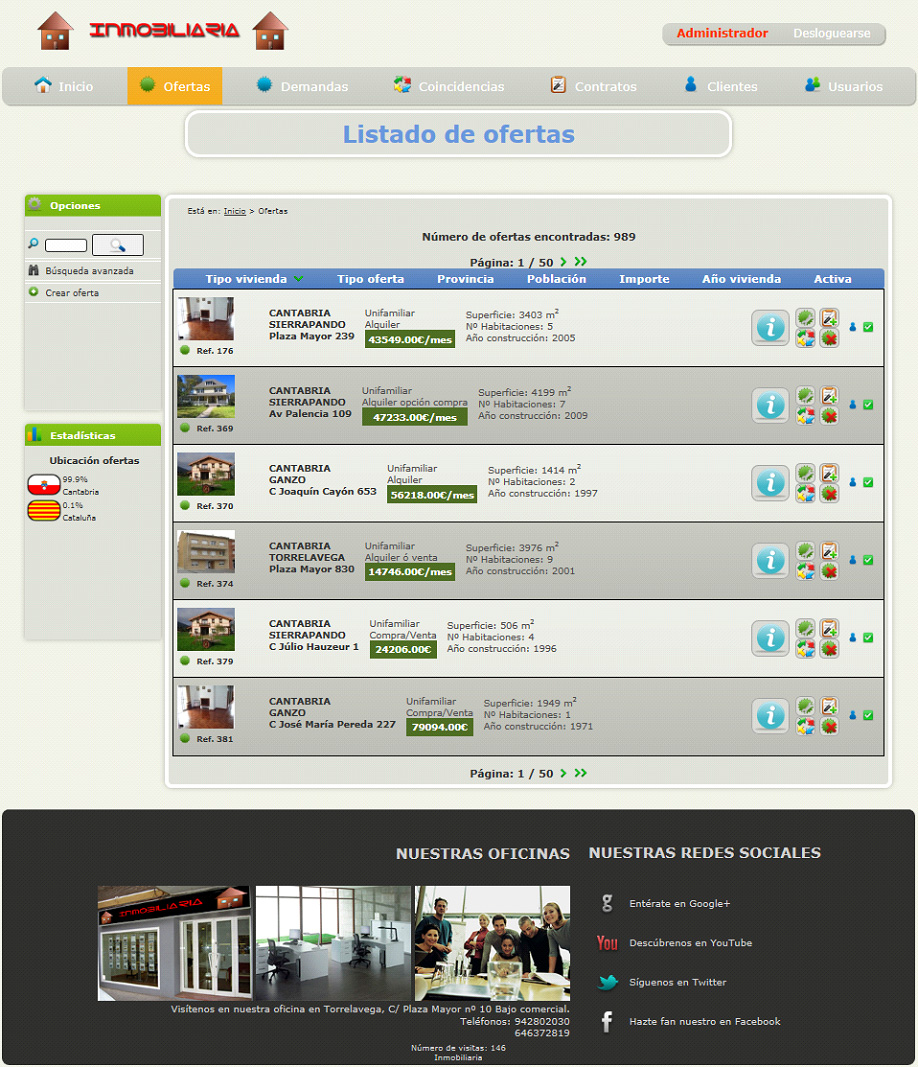 INMOBILIARIA
Administrador Desloguearse
Inicio Ofertas Demandas Coincidencias Contratos Clientes Usuarios
Listado de ofertas
Opciones
Búsqueda avanzada
Crear oferta
Estadísticas
Ubicación ofertas
99.9%
Cantabria
0.1%
Cataluña
Está en: Inicio > Ofertas
Número de ofertas encontradas: 989
Página: 1 / 50
Tipo vivienda Tipo oferta Provincia Población Importe Año vivienda Activa
CANTABRIA
SIERRAPANDO
Plaza Mayor 239
Unifamiliar
Alquiler
43549.00€/mes
Superficie: 3403 m2
Nº Habitaciones: 5
Año construcción: 2005
Ref. 176
CANTABRIA
SIERRAPANDO
Av Palencia 109
Unifamiliar
Alquiler opción compra
47233.00€/mes
Superficie: 4199 m2
Nº Habitaciones: 7
Año construcción: 2009
Ref. 369
CANTABRIA
GANZO
C Joaquín Cayón 653
Unifamiliar
Alquiler
56218.00€/mes
Superficie: 1414 m2
Nº Habitaciones: 2
Año construcción: 1997
Ref. 370
CANTABRIA
TORRELAVEGA
Plaza Mayor 830
Unifamiliar
Alquiler ó venta
14746.00€/mes
Superficie: 3976 m2
Nº Habitaciones: 9
Año construcción: 2001
Ref. 374
CANTABRIA
SIERRAPANDO
C Júlio Hauzeur 1
Unifamiliar
Compra/Venta
24206.00€
Superficie: 506 m2
Nº Habitaciones: 4
Año construcción: 1996
Ref. 379
CANTABRIA
GANZO
C José María Pereda 227
Unifamiliar
Compra/Venta
79094.00€
Superficie: 1949 m2
Nº Habitaciones: 1
Año construcción: 1971
Ref. 381
Página: 1 / 50
NUESTRAS OFICINAS
INMOBILIARIA
Visítenos en nuestra oficina en Torrelavega, C/ Plaza Mayor nº 10 Bajo comercial.
Teléfonos: 942802030
646372819
NUESTRAS REDES SOCIALES
Entérate en Google+
You Descúbrenos en YouTube
Síguenos en Twitter
Hazte fan nuestro en Facebook
Número de visitas: 146
Inmobiliaria